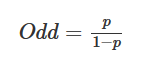 Odd = p/1−p